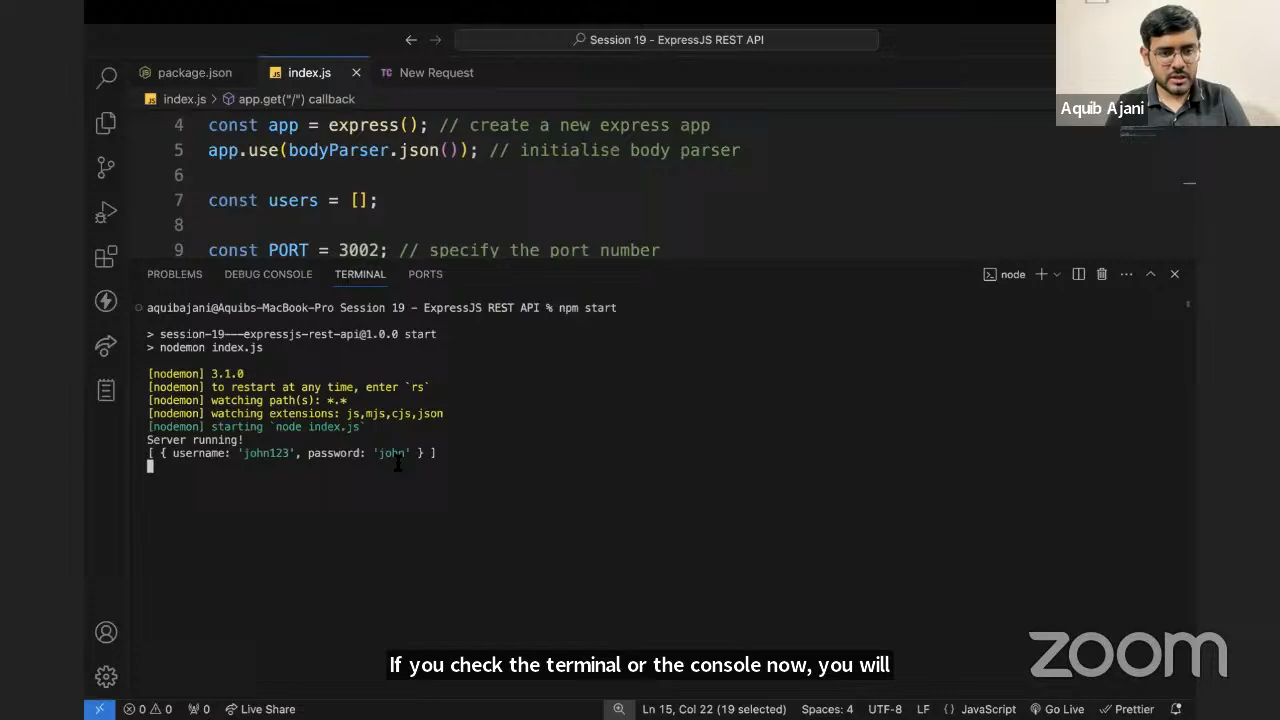 Session 19 - ExpressJS REST API
package.json
index.js
New Request
Aquib Ajani
index.js > app.get("/") callback
4 const app = express(); // create a new express app
5 app.use(bodyParser.json()); // initialise body parser
6
7 const users = [];
8
9 const PORT = 3002; // specify the port number
PROBLEMS DEBUG CONSOLE TERMINAL PORTS
node
aquibajani@Aquibs-MacBook-Pro Session 19 - ExpressJS REST API % npm start
> session-19---expressjs-rest-api@1.0.0 start
> nodemon index.js
[nodemon] 3.1.0
[nodemon] to restart at any time, enter `rs`
[nodemon] watching path(s): *.*
[nodemon] watching extensions: js,mjs,cjs,json
[nodemon] starting `node index.js`
Server running!
[ { username: 'john123', password: 'john' } ]
If you check the terminal or the console now, you will
zoom
0 0 0 Live Share Ln 15, Col 22 (19 selected) Spaces: 4 UTF-8 LF {} JavaScript Go Live Prettier